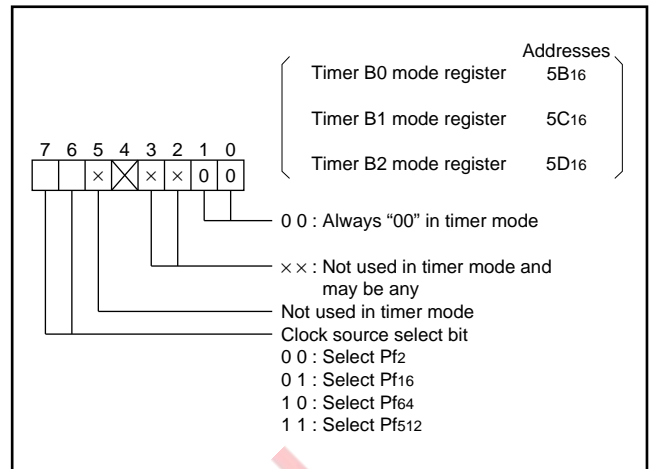 Addresses
Timer B0 mode register 5B16
Timer B1 mode register 5C16
Timer B2 mode register 5D16
7 6 5 4 3 2 1 0
× × × 0 0
0 0 : Always “00” in timer mode
× × : Not used in timer mode and
may be any
Not used in timer mode
Clock source select bit
0 0 : Select Pf2
0 1 : Select Pf16
1 0 : Select Pf64
1 1 : Select Pf512